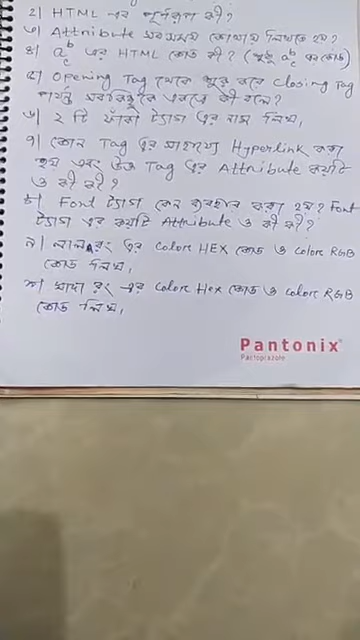 ২| HTML এর পূর্ণরূপ কী?
৩| Attribute সবসময় কোথায় লিখতে হয়?
৪| a b c এর HTML কোড কী? (শুধু a b c এর কোড)
৫| Opening Tag থেকে শুরু করে closing Tag
পর্যন্ত সবকিছুকে একত্রে কী বলে?
৬| ২ টি ফাঁকা ট্যাগ এর নাম লিখ,
৭| কোন Tag এর সাহায্যে Hyperlink করা
হয় এবং উক্ত Tag এর Attribute কয়টি
ও কী কী?
৮| Font ট্যাগ কেন ব্যবহার করা হয়? Font
ট্যাগ এর কয়টি Attribute ও কী কী?
৯| লাল রং এর color HEX কোড ও color RGB
কোড লিখ,
১০| সাদা রং এর color Hex কোড ও color RGB
কোড লিখ,
Pantonix
Pantoprazole